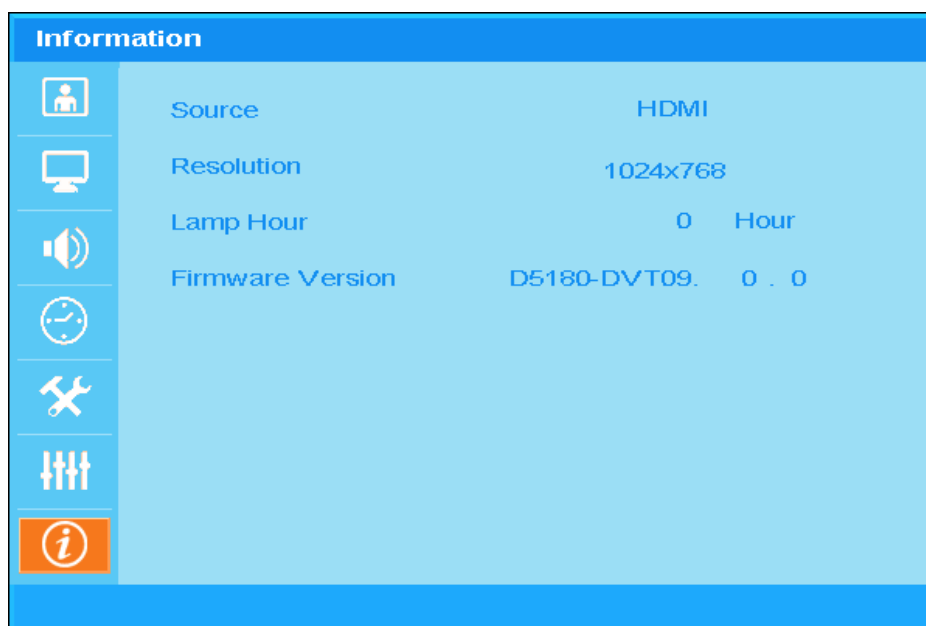 Information
Source HDMI
Resolution 1024x768
Lamp Hour 0 Hour
Firmware Version D5180-DVT09. 0 . 0